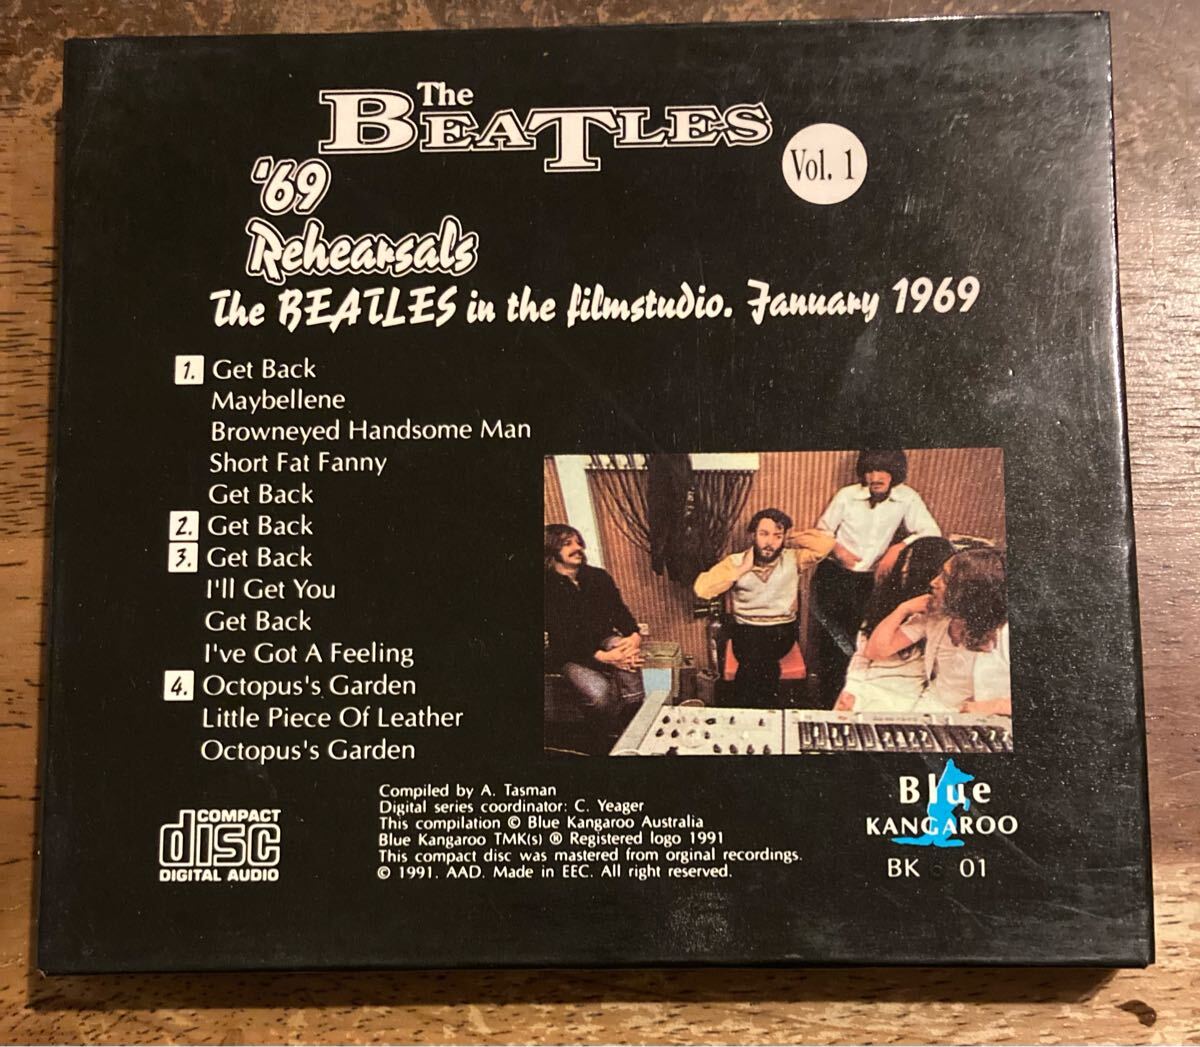 The BEATLES
Vol. 1
'69
Rehearsals
The BEATLES in the filmstudio. January 1969
1. Get Back
Maybellene
Browneyed Handsome Man
Short Fat Fanny
Get Back
2. Get Back
3. Get Back
I'll Get You
Get Back
I've Got A Feeling
4. Octopus's Garden
Little Piece Of Leather
Octopus's Garden
COMPACT
disc
DIGITAL AUDIO
Compiled by A. Tasman
Digital series coordinator: C. Yeager
This compilation © Blue Kangaroo Australia
Blue Kangaroo TMK(s) ® Registered logo 1991
This compact disc was mastered from orginal recordings.
© 1991. AAD. Made in EEC. All right reserved.
Blue
KANGAROO
BK 01